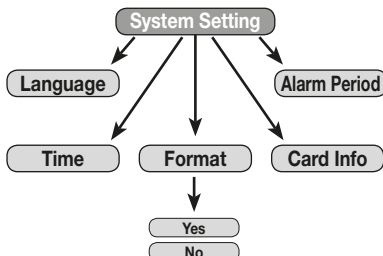 System Setting
Language
Alarm Period
Time
Format
Card Info
Yes
No